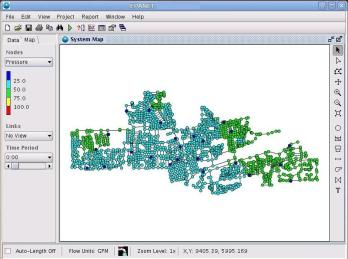 EPANET
File Edit View Project Report Window Help
Data Map
System Map
Nodes
Pressure
25.0
50.0
75.0
100.0
Links
No View
Time Period
0:00
Auto-Length Off Flow Units: GPM Zoom Level: 1x X,Y: 9405.39, 5995.169